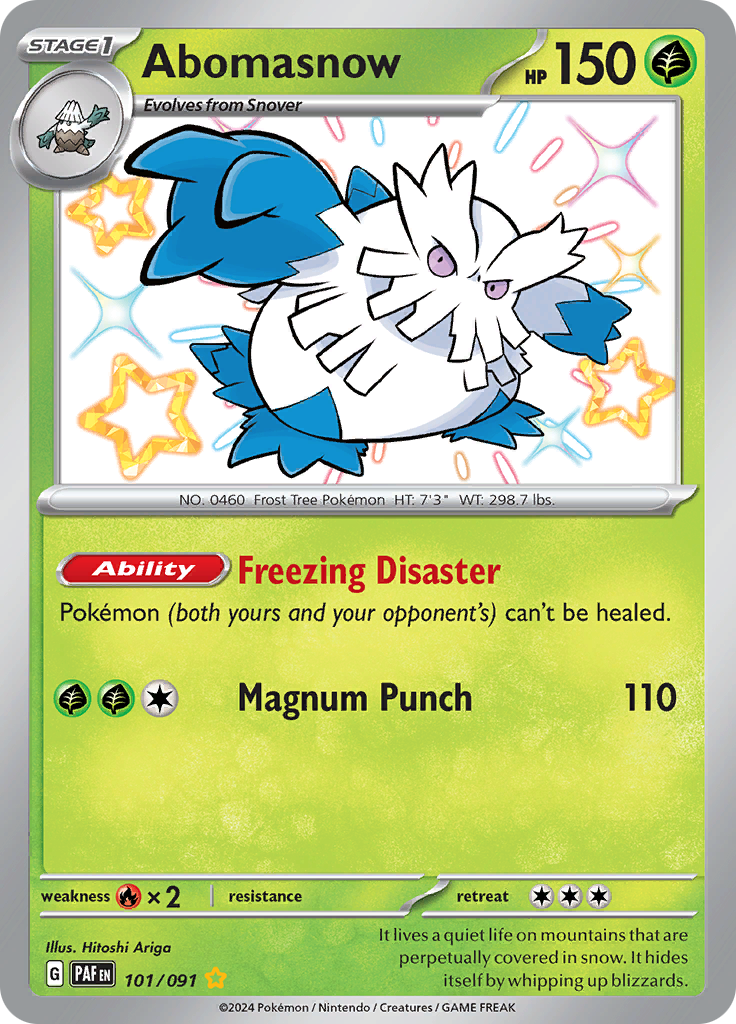 STAGE1
Abomasnow
HP 150
Evolves from Snover
NO. 0460 Frost Tree Pokémon HT: 7'3" WT: 298.7 lbs.
Ability Freezing Disaster
Pokémon (both yours and your opponent's) can't be healed.
Magnum Punch 110
weakness ×2 resistance retreat
Illus. Hitoshi Ariga
G PAF EN 101/091
It lives a quiet life on mountains that are
perpetually covered in snow. It hides
itself by whipping up blizzards.
©2024 Pokémon / Nintendo / Creatures / GAME FREAK